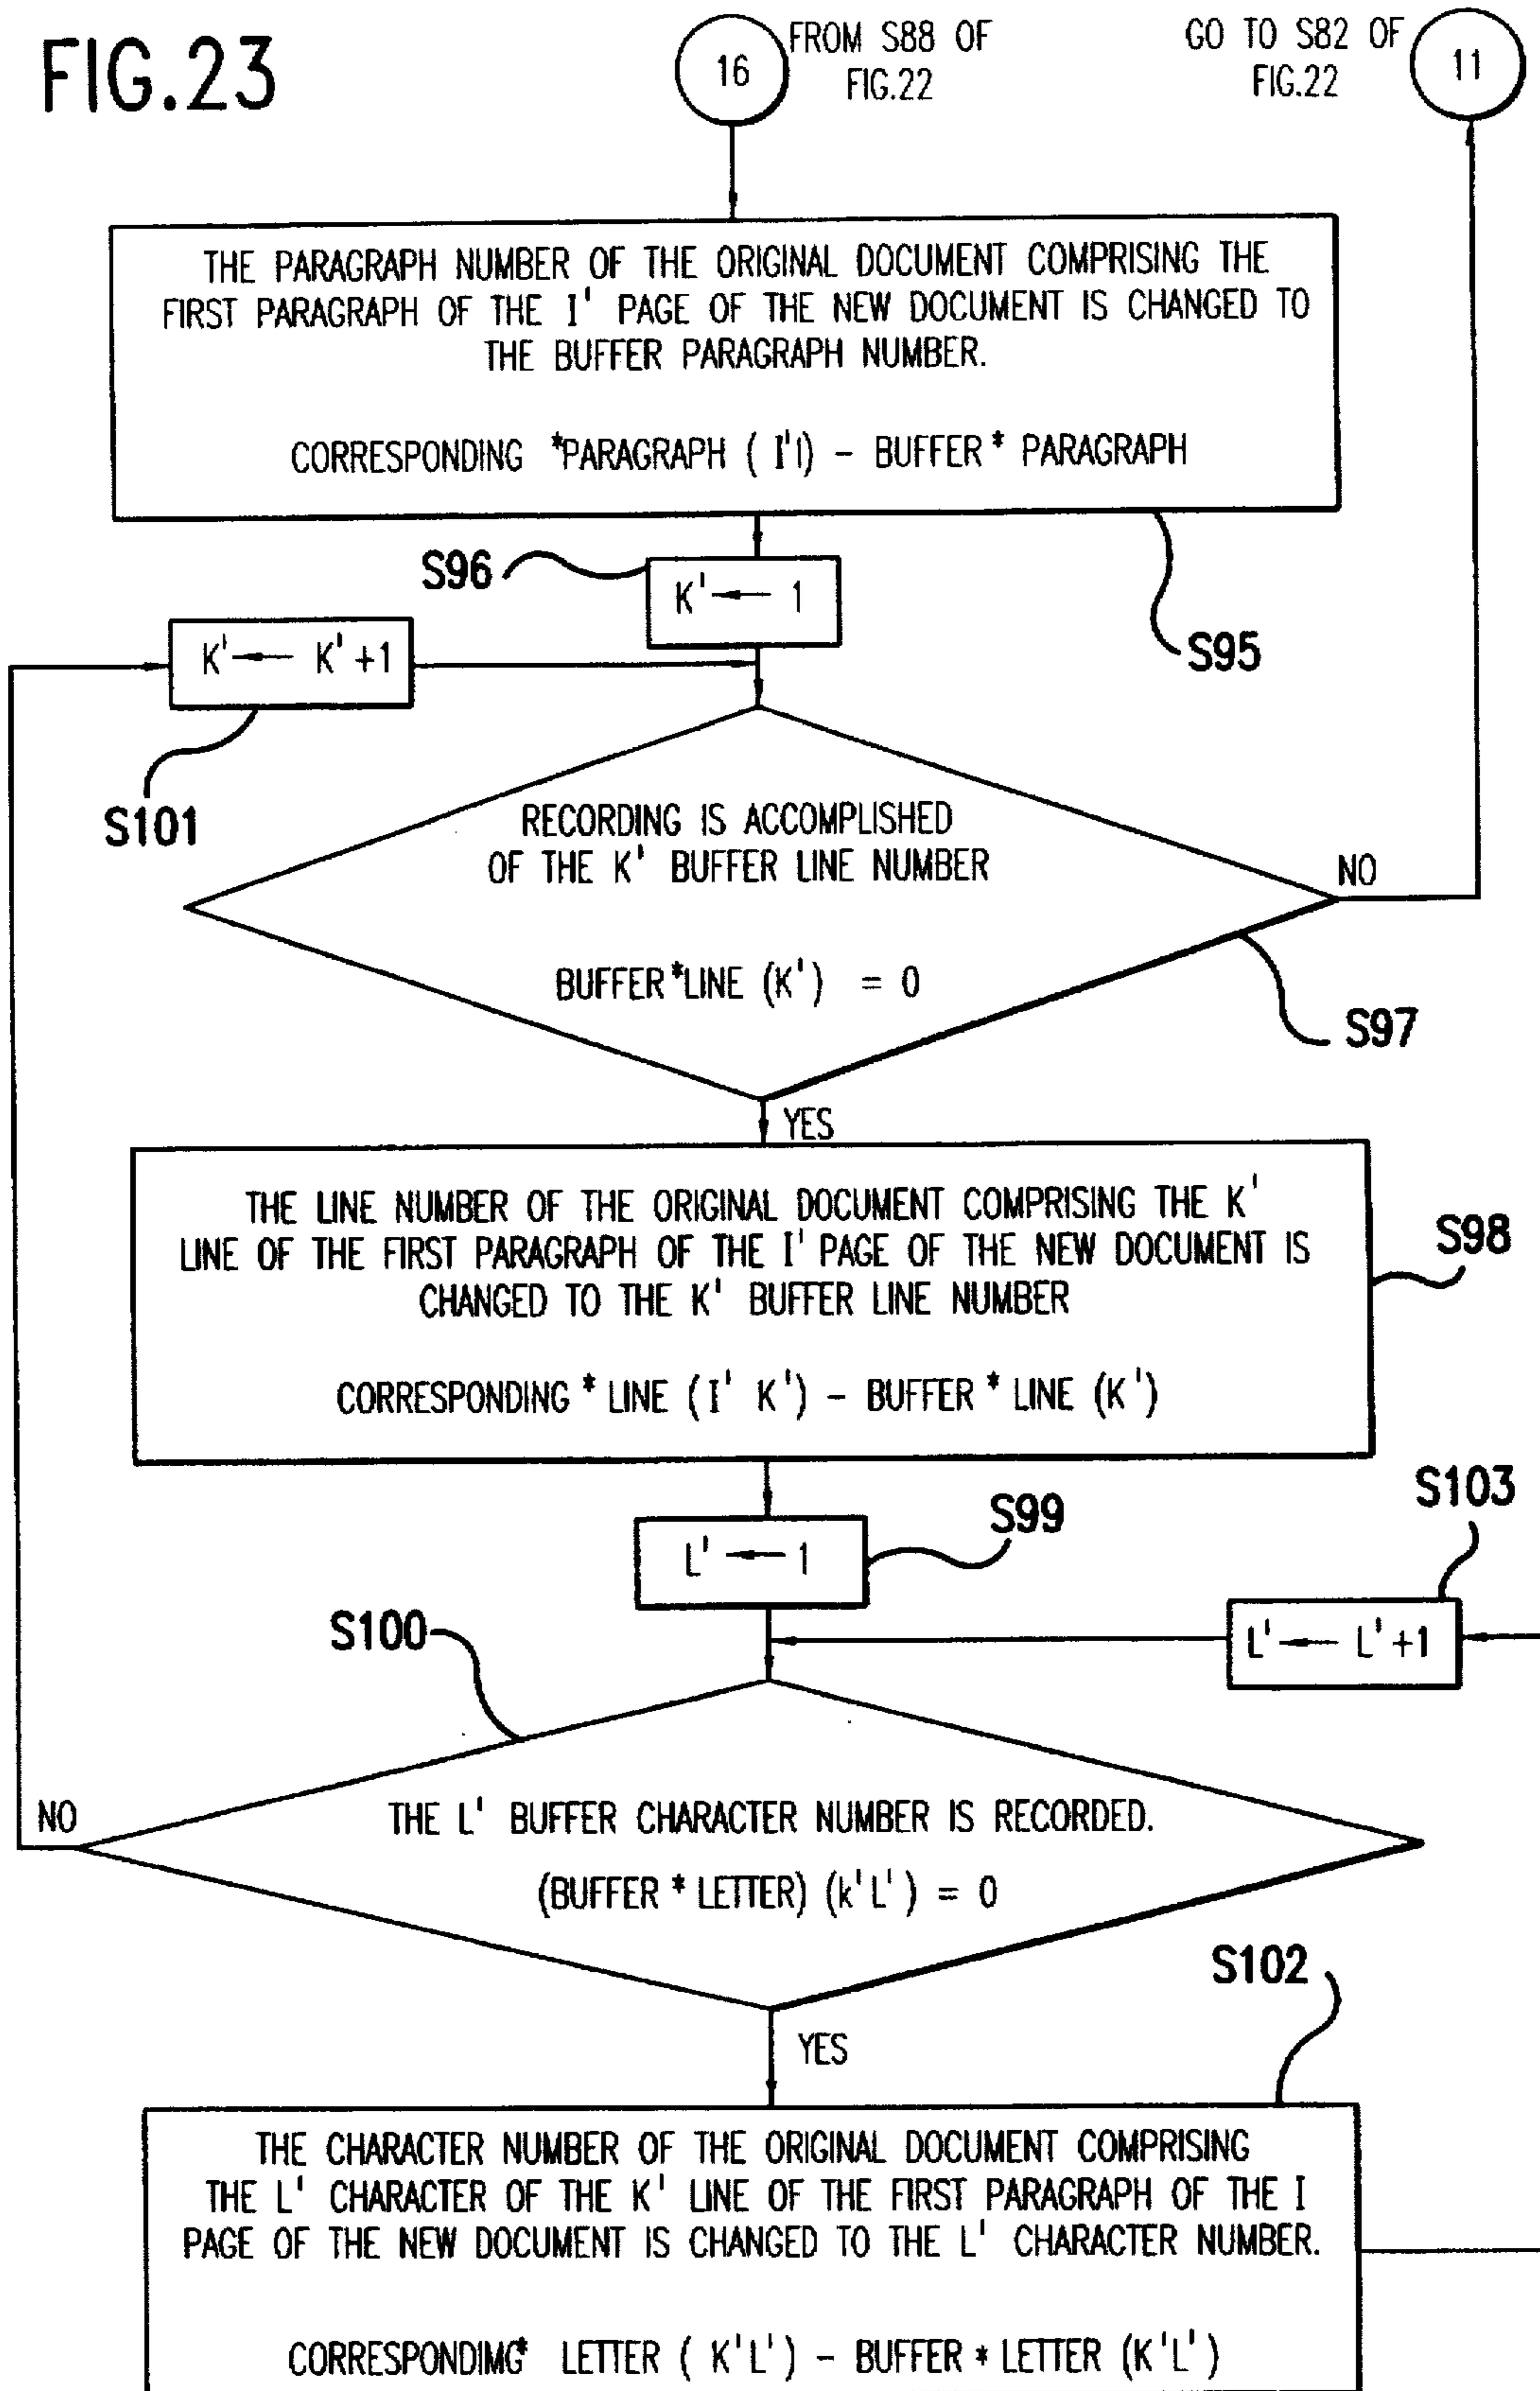 FIG.23
16
FROM S88 OF
FIG.22
GO TO S82 OF
FIG.22
11
THE PARAGRAPH NUMBER OF THE ORIGINAL DOCUMENT COMPRISING THE
FIRST PARAGRAPH OF THE I' PAGE OF THE NEW DOCUMENT IS CHANGED TO
THE BUFFER PARAGRAPH NUMBER.
CORRESPONDING *PARAGRAPH ( I'1) - BUFFER* PARAGRAPH
S95
S96
K' ← 1
K' ← K'+1
S101
RECORDING IS ACCOMPLISHED
OF THE K' BUFFER LINE NUMBER
BUFFER*LINE (K') = 0
NO
S97
YES
THE LINE NUMBER OF THE ORIGINAL DOCUMENT COMPRISING THE K'
LINE OF THE FIRST PARAGRAPH OF THE I' PAGE OF THE NEW DOCUMENT IS
CHANGED TO THE K' BUFFER LINE NUMBER
CORRESPONDING * LINE (I' K') - BUFFER * LINE (K')
S98
L' ← 1
S99
S103
L' ← L'+1
S100
NO
THE L' BUFFER CHARACTER NUMBER IS RECORDED.
(BUFFER * LETTER) (k'L') = 0
YES
S102
THE CHARACTER NUMBER OF THE ORIGINAL DOCUMENT COMPRISING
THE L' CHARACTER OF THE K' LINE OF THE FIRST PARAGRAPH OF THE I
PAGE OF THE NEW DOCUMENT IS CHANGED TO THE L' CHARACTER NUMBER.
CORRESPONDIMG* LETTER ( K'L') - BUFFER * LETTER (K'L')